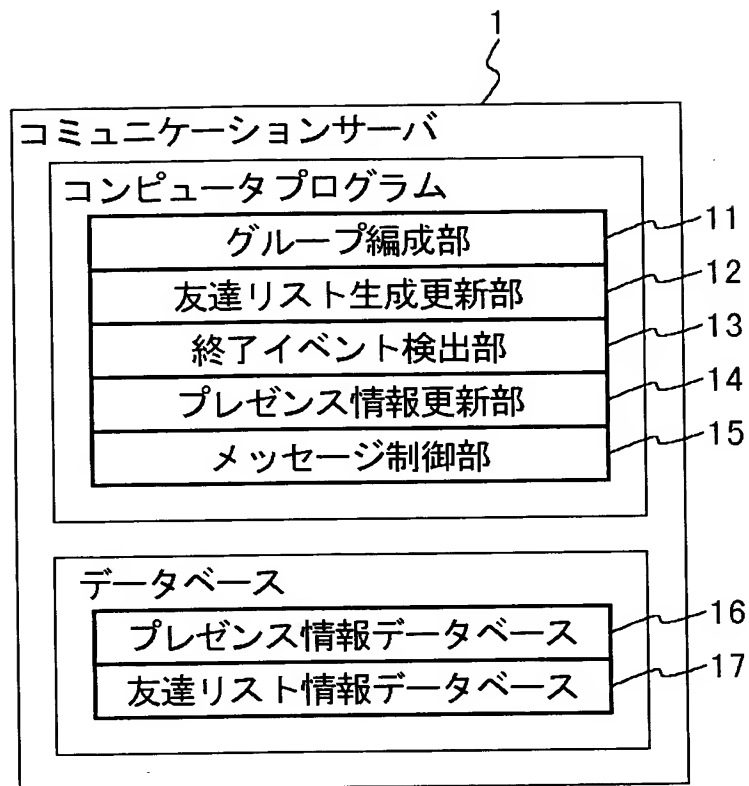 1
コミュニケーションサーバ
コンピュータプログラム
グループ編成部 11
友達リスト生成更新部 12
終了イベント検出部 13
プレゼンス情報更新部 14
メッセージ制御部 15
データベース
プレゼンス情報データベース 16
友達リスト情報データベース 17